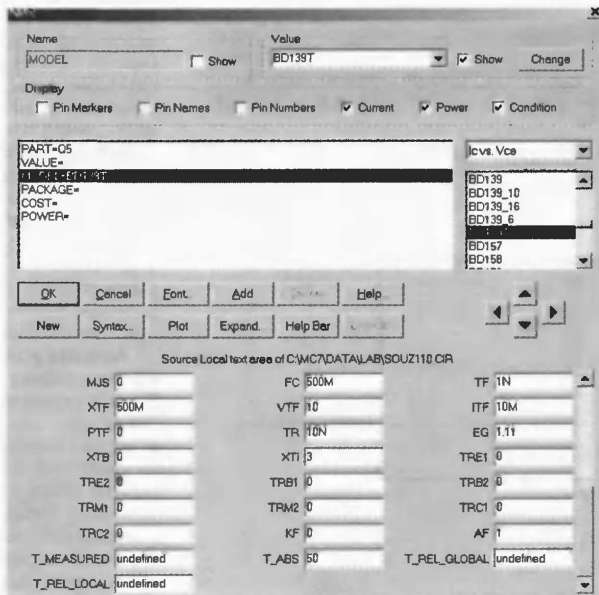 Name Value
MODEL Show BD139T Show Change
Display
Pin Markers Pin Names Pin Numbers Current Power Condition
PART=Q5
VALUE=
PACKAGE=
COST=
POWER=
Ic vs. Vce
BD139
BD139_10
BD139_16
BD139_6
BD157
BD158
OK Cancel Font... Add Help...
New Syntax... Plot Expand... Help Bar
Source:Local text area of C:\MC7\DATA\LAB\SOUZ110.CIR
MJS 0 FC 500M TF 1N
XTF 500M VTF 10 ITF 10M
PTF 0 TR 10N EG 1.11
XTB 0 XTI 3 TRE1 0
TRE2 0 TRB1 0 TRB2 0
TRM1 0 TRM2 0 TRC1 0
TRC2 0 KF 0 AF 1
T_MEASURED undefined T_ABS 50 T_REL_GLOBAL undefined
T_REL_LOCAL undefined